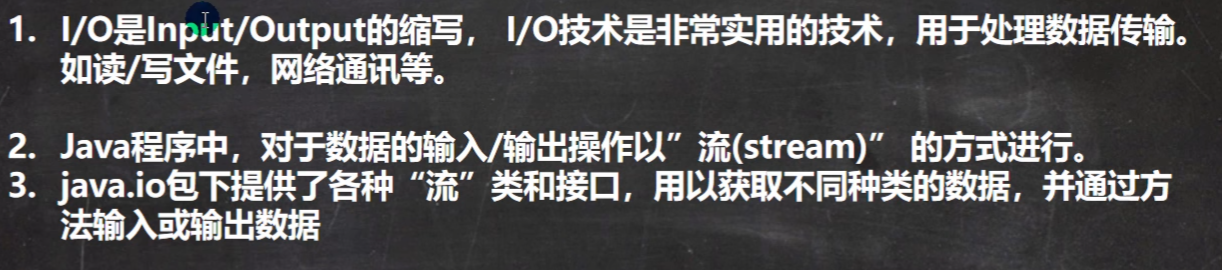 1. I/O是Input/Output的缩写， I/O技术是非常实用的技术，用于处理数据传输。
如读/写文件，网络通讯等。
2. Java程序中，对于数据的输入/输出操作以”流(stream)” 的方式进行。
3. java.io包下提供了各种“流”类和接口，用以获取不同种类的数据，并通过方
法输入或输出数据